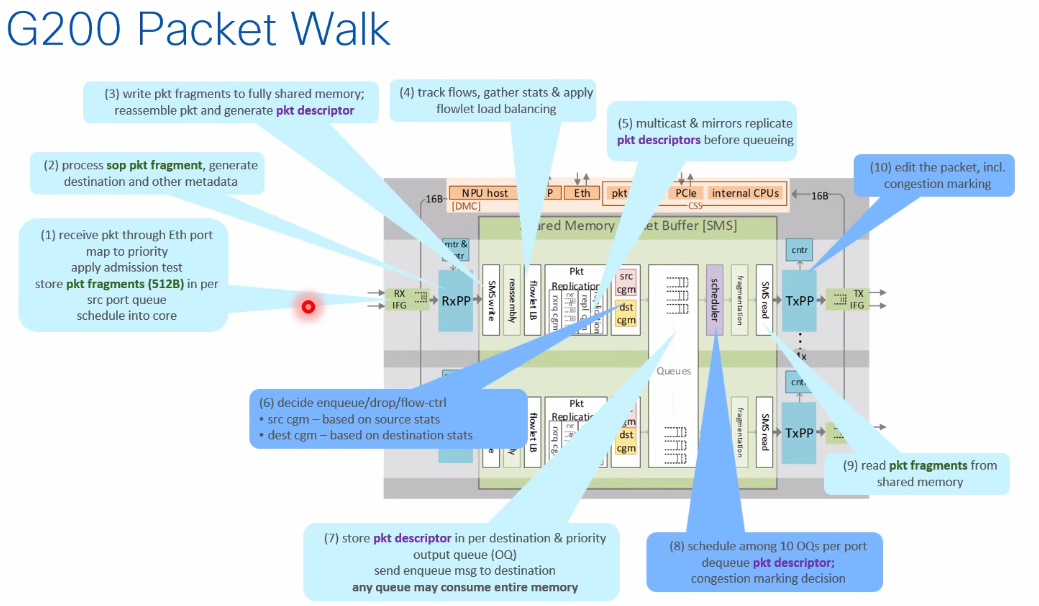 G200 Packet Walk
(3) write pkt fragments to fully shared memory;
reassemble pkt and generate pkt descriptor
(4) track flows, gather stats & apply
flowlet load balancing
(5) multicast & mirrors replicate
pkt descriptors before queueing
(2) process sop pkt fragment, generate
destination and other metadata
(10) edit the packet, incl.
congestion marking
(1) receive pkt through Eth port
map to priority
apply admission test
store pkt fragments (512B) in per
src port queue
schedule into core
16B
NPU host
P
Eth
pkt
PCIe
internal CPUs
16B
[DMC]
CSS
Shared Memory Packet Buffer [SMS]
mtr &
cntr
RX
IFG
RxPP
SMS write
reassembly
flowlet LB
Pkt
Replication
rxrq cgm
src
cgm
dst
cgm
Queues
scheduler
fragmentation
SMS read
cntr
TxPP
TX
IFG
(6) decide enqueue/drop/flow-ctrl
• src cgn – based on source stats
• dest cgm – based on destination stats
flowlet LB
Pkt
Replication
rxrq cg
cgm
dst
cgm
fragmentation
SMS read
cnt
TxPP
(9) read pkt fragments from
shared memory
(7) store pkt descriptor in per destination & priority
output queue (OQ)
send enqueue msg to destination
any queue may consume entire memory
(8) schedule among 10 OQs per port
dequeue pkt descriptor;
congestion marking decision